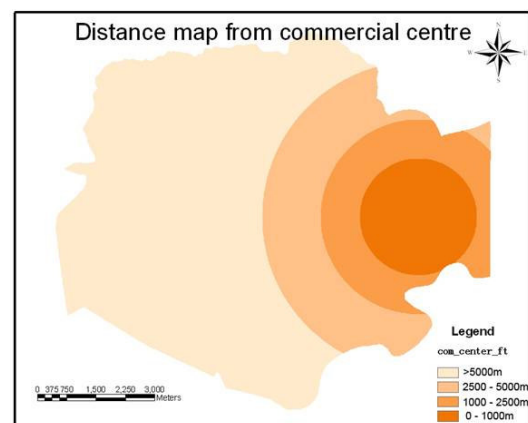 Distance map from commercial centre
N
W E
S
Legend
com_center_ft
>5000m
2500 - 5000m
1000 - 2500m
0 - 1000m
0 375 750 1,500 2,250 3,000
Meters